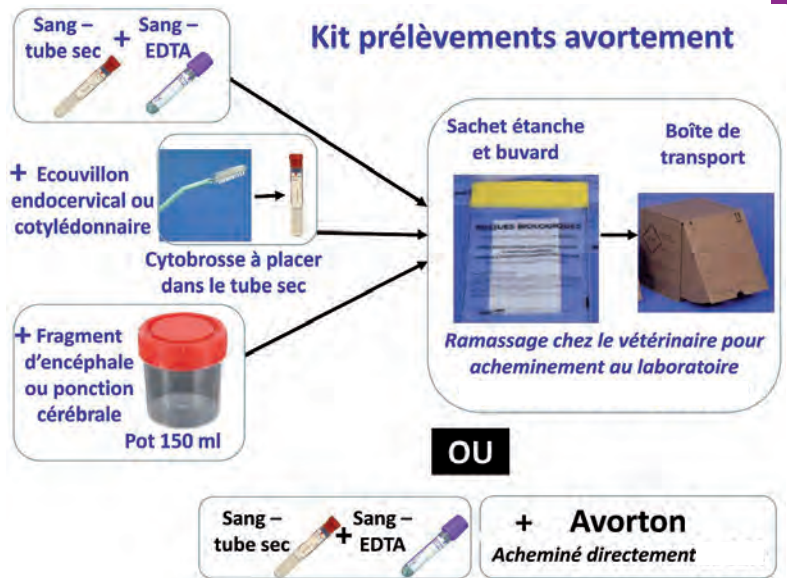 Kit prélèvements avortement
Sang –
tube sec
+
Sang –
EDTA
+ Ecouvillon
endocervical ou
cotylédonnaire
Cytobrosse à placer
dans le tube sec
+ Fragment
d'encéphale
ou ponction
cérébrale
Pot 150 ml
Sachet étanche
et buvard
RISQUES BIOLOGIQUES
Boîte de
transport
Ramassage chez le vétérinaire pour
acheminement au laboratoire
OU
Sang –
tube sec
+
Sang –
EDTA
+ Avorton
Acheminé directement